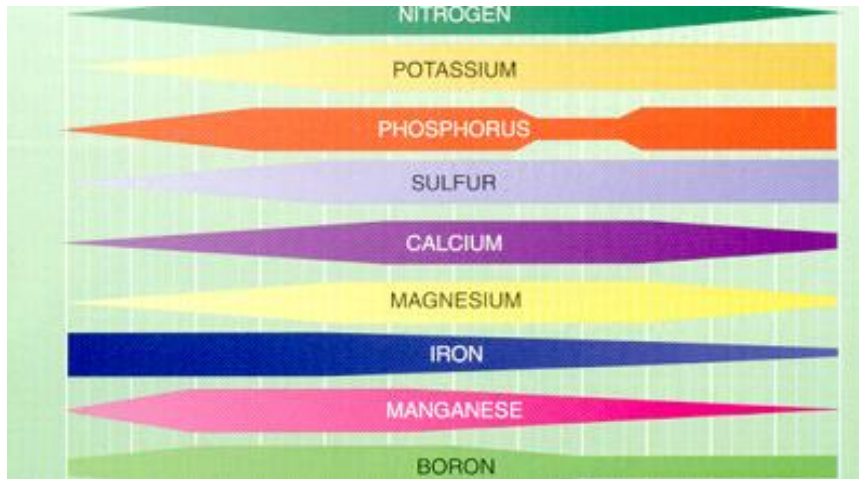 NITROGEN
POTASSIUM
PHOSPHORUS
SULFUR
CALCIUM
MAGNESIUM
IRON
MANGANESE
BORON